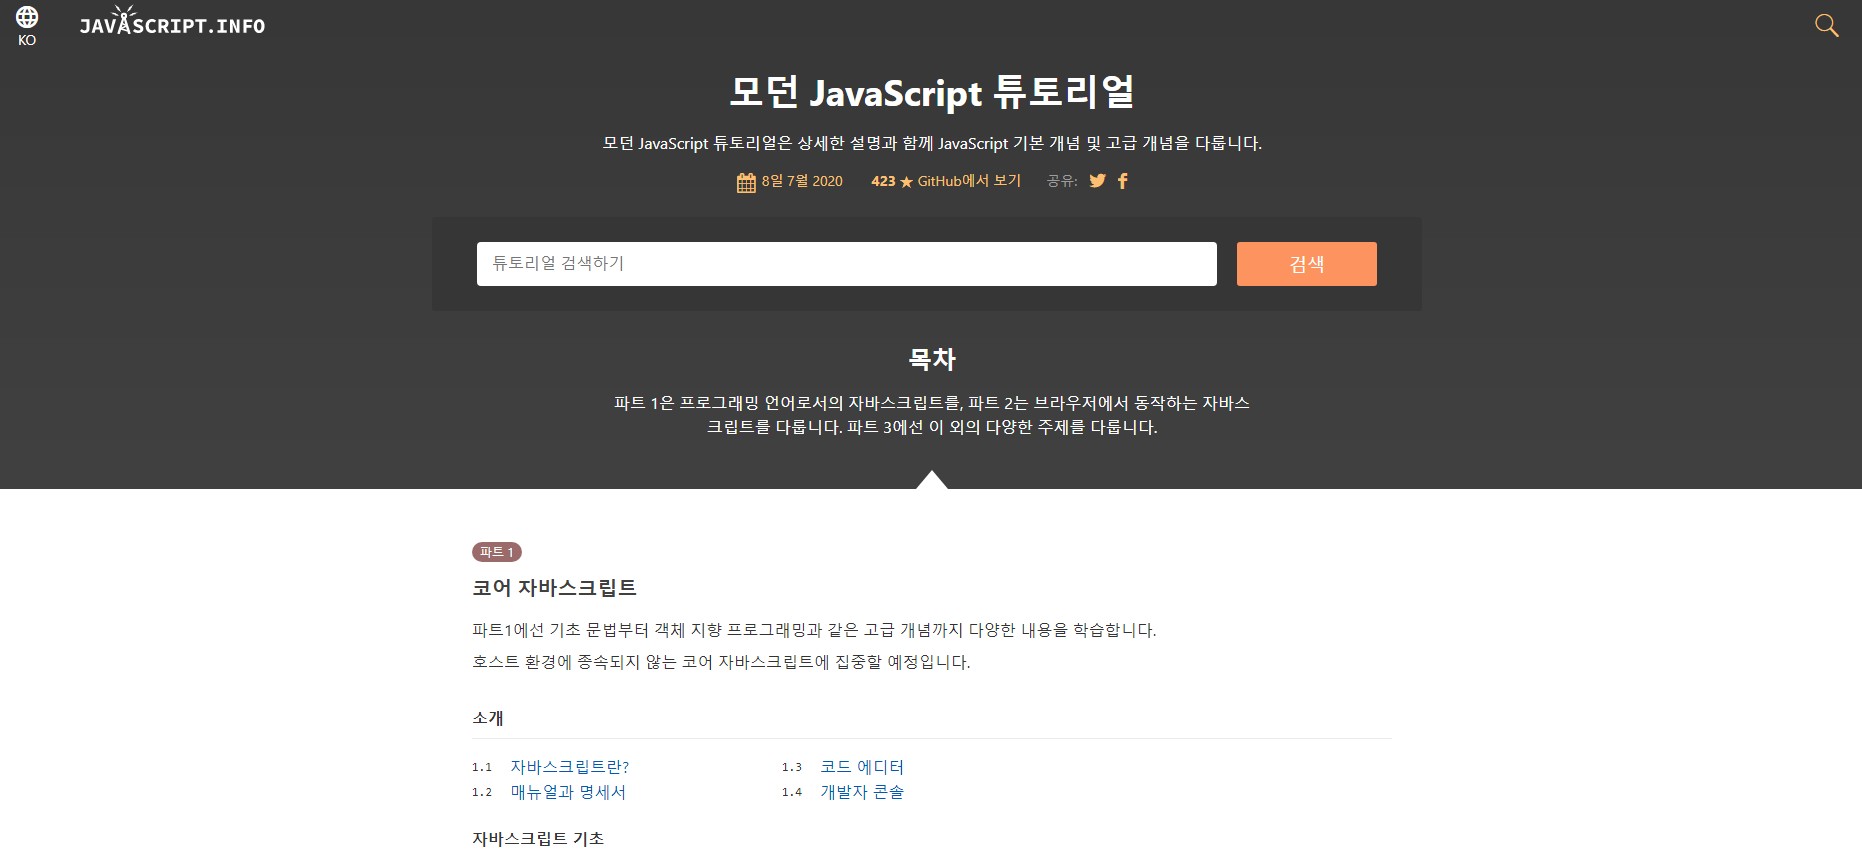 KO
JAVASCRIPT.INFO
모던 JavaScript 튜토리얼
모던 JavaScript 튜토리얼은 상세한 설명과 함께 JavaScript 기본 개념 및 고급 개념을 다룹니다.
8일 7월 2020 423 ★ GitHub에서 보기 공유:
튜토리얼 검색하기 검색
목차
파트 1은 프로그래밍 언어로서의 자바스크립트를, 파트 2는 브라우저에서 동작하는 자바스
크립트를 다룹니다. 파트 3에선 이 외의 다양한 주제를 다룹니다.
파트 1
코어 자바스크립트
파트1에선 기초 문법부터 객체 지향 프로그래밍과 같은 고급 개념까지 다양한 내용을 학습합니다.
호스트 환경에 종속되지 않는 코어 자바스크립트에 집중할 예정입니다.
소개
1.1 자바스크립트란?
1.2 매뉴얼과 명세서
1.3 코드 에디터
1.4 개발자 콘솔
자바스크립트 기초